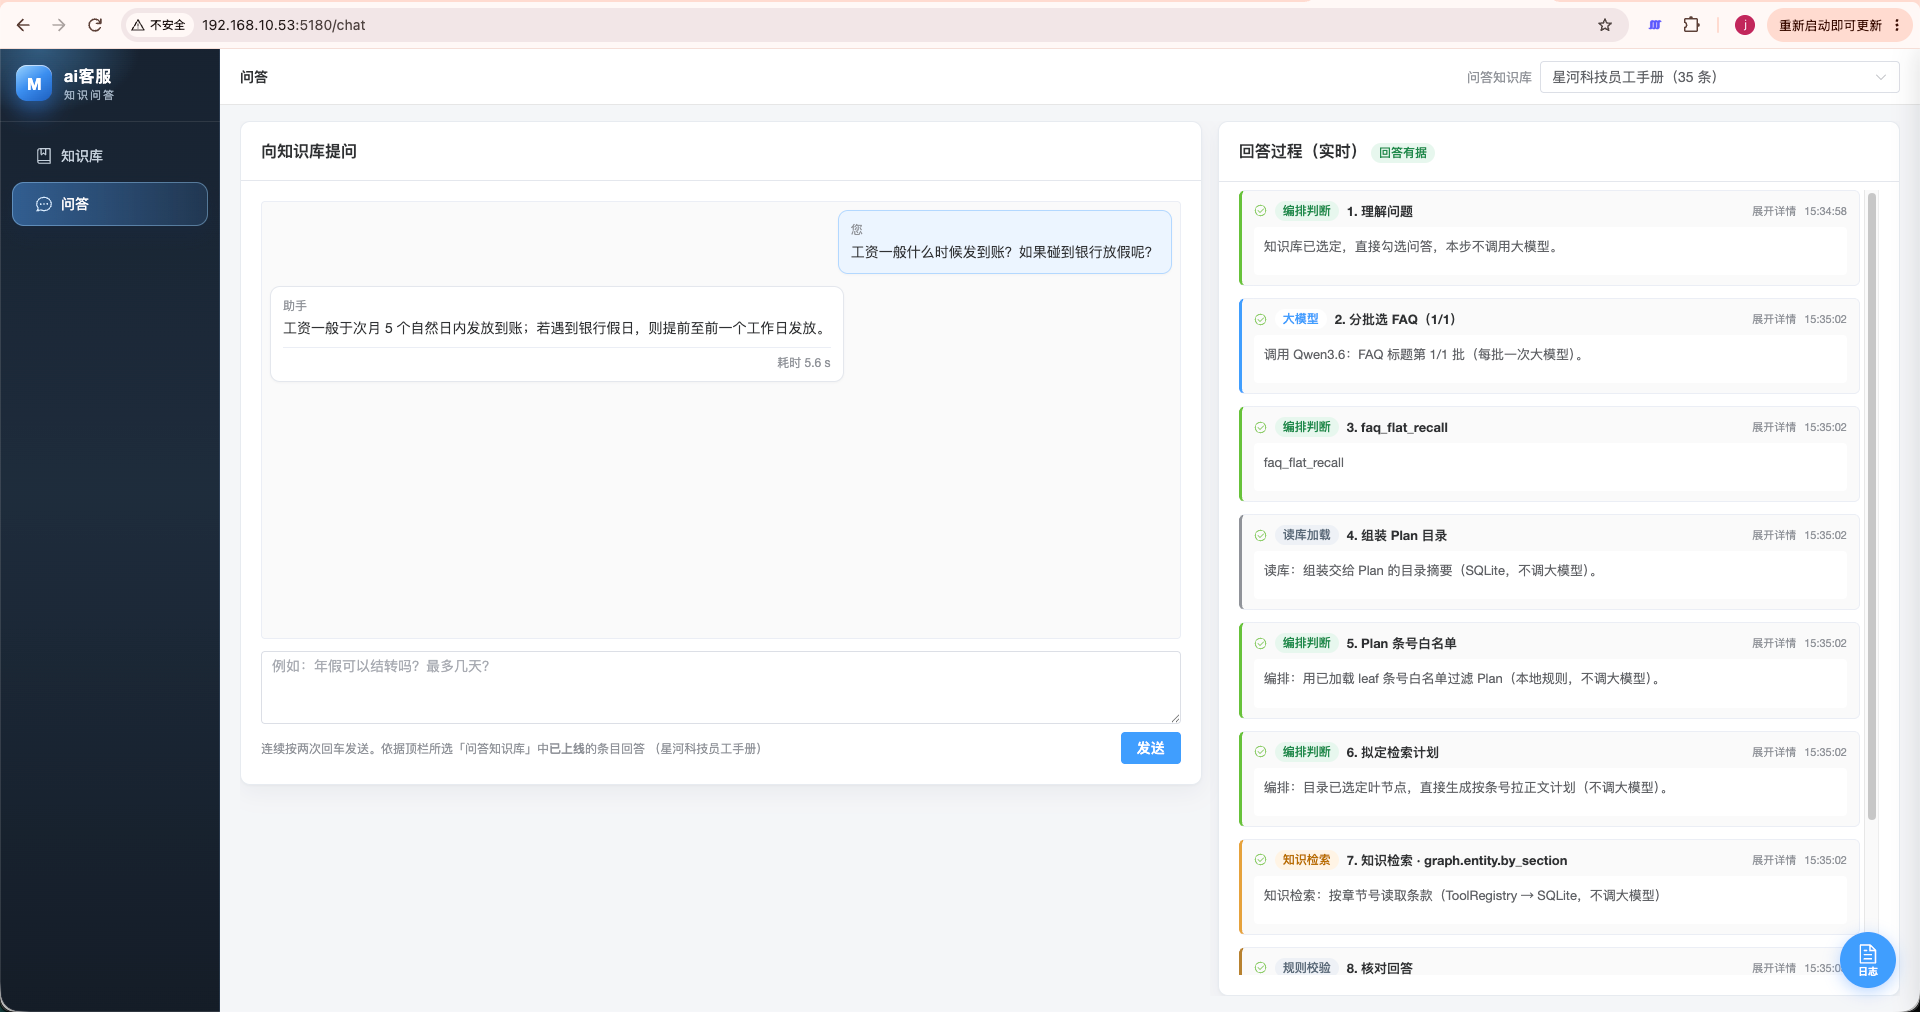 不安全
192.168.10.53:5180/chat
j
重新启动即可更新
M
ai客服
知识问答
知识库
问答
问答
问答知识库
星河科技员工手册（35 条）
向知识库提问
您
工资一般什么时候发到账？如果碰到银行放假呢？
助手
工资一般于次月 5 个自然日内发放到账；若遇到银行假日，则提前至前一个工作日发放。
耗时 5.6 s
例如：年假可以结转吗？最多几天？
连续按两次回车发送。依据顶栏所选「问答知识库」中已上线的条目回答 （星河科技员工手册）
发送
回答过程（实时）
回答有据
编排判断 1. 理解问题 展开详情 15:34:58
知识库已选定，直接勾选问答，本步不调用大模型。
大模型 2. 分批选 FAQ（1/1） 展开详情 15:35:02
调用 Qwen3.6：FAQ 标题第 1/1 批（每批一次大模型）。
编排判断 3. faq_flat_recall 展开详情 15:35:02
faq_flat_recall
读库加载 4. 组装 Plan 目录 展开详情 15:35:02
读库：组装交给 Plan 的目录摘要（SQLite，不调大模型）。
编排判断 5. Plan 条号白名单 展开详情 15:35:02
编排：用已加载 leaf 条号白名单过滤 Plan（本地规则，不调大模型）。
编排判断 6. 拟定检索计划 展开详情 15:35:02
编排：目录已选定叶节点，直接生成按条号拉正文计划（不调大模型）。
知识检索 7. 知识检索 · graph.entity.by_section 展开详情 15:35:02
知识检索：按章节号读取条款（ToolRegistry → SQLite，不调大模型）
规则校验 8. 核对回答 展开详情 15:35:0
日志